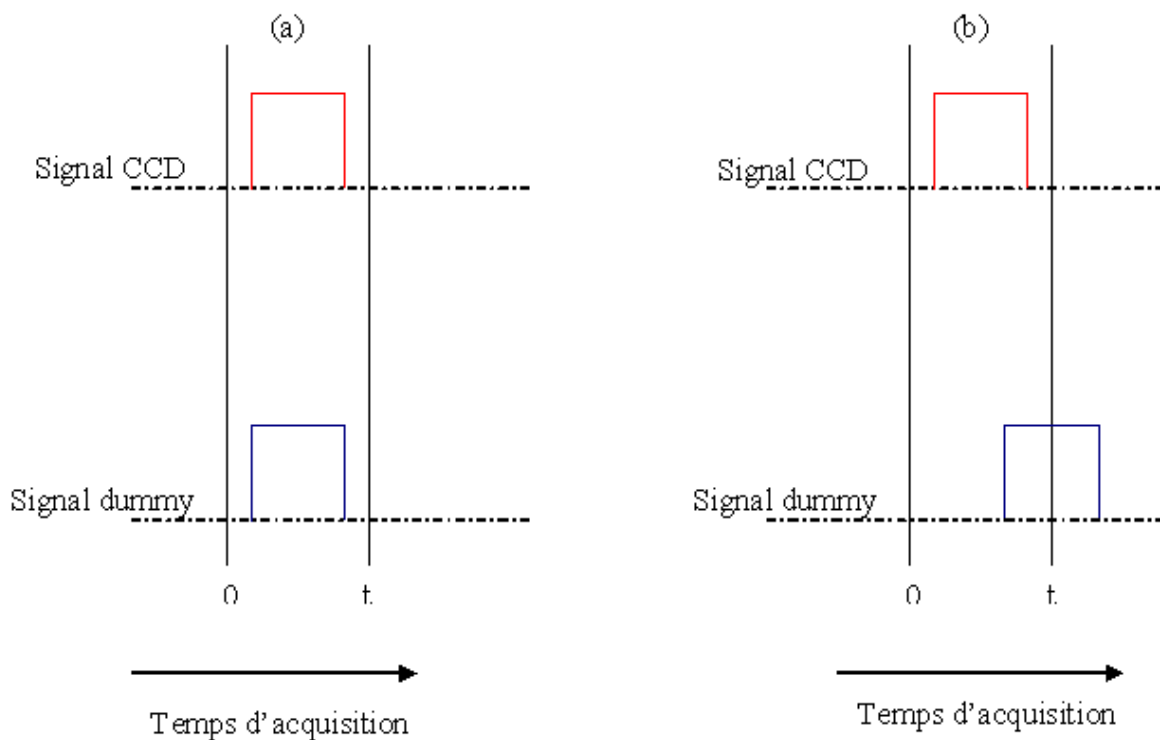 (a)
Signal CCD
Signal dummy
0
t
Temps d'acquisition
(b)
Signal CCD
Signal dummy
0
t
Temps d'acquisition